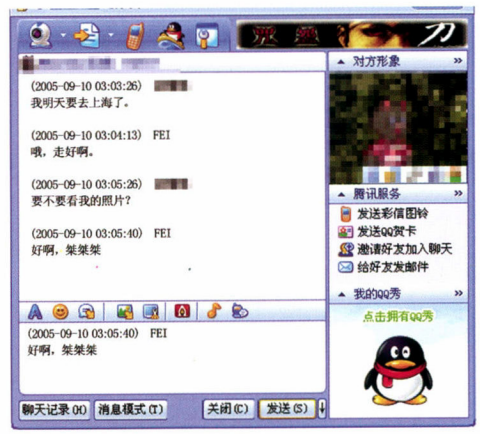 对方形象
(2005-09-10 03:03:26)
我明天要去上海了。
(2005-09-10 03:04:13) FEI
哦，走好啊。
(2005-09-10 03:05:26)
要不要看我的照片?
(2005-09-10 03:05:40) FEI
好啊，桀桀桀
腾讯服务
发送彩信图铃
发送QQ贺卡
邀请好友加入聊天
给好友发邮件
我的QQ秀
点击拥有QQ秀
(2005-09-10 03:05:40) FEI
好啊，桀桀桀
聊天记录(H) 消息模式(T) 关闭(C) 发送(S)